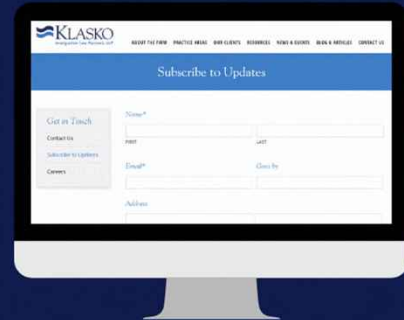 KLASKO
Immigration Law Partners, LLP
ABOUT THE FIRM PRACTICE AREAS OUR CLIENTS RESOURCES NEWS & EVENTS BLOG & ARTICLES CONTACT US
Subscribe to Updates
Get in Touch
Contact Us
Subscribe to Updates
Careers
Name*
FIRST LAST
Email* Goes by
Address